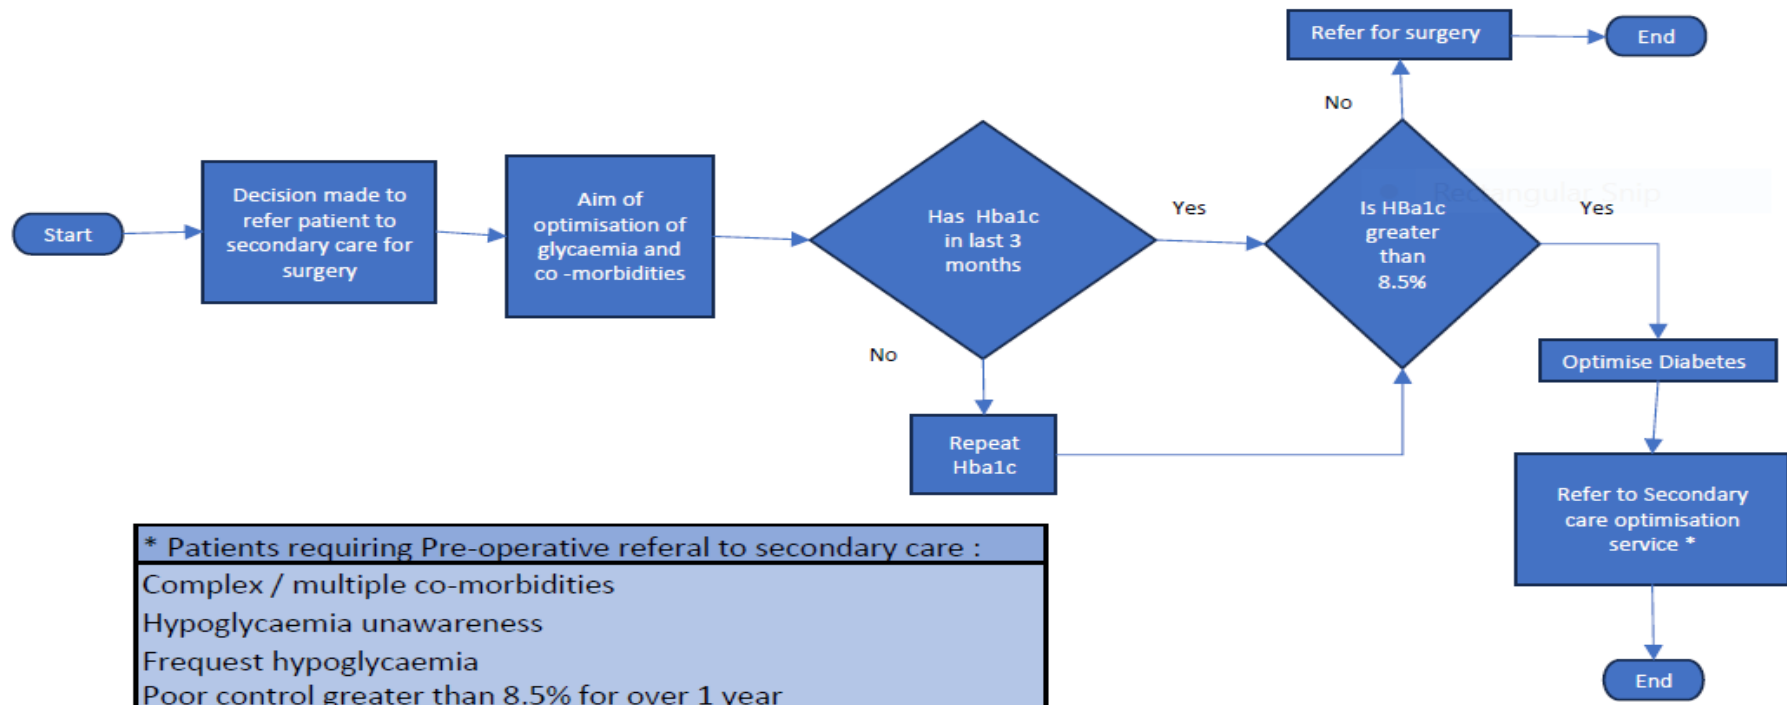 Start
Decision made to
refer patient to
secondary care for
surgery
Aim of
optimisation of
glycaemia and
co -morbidities
Has Hba1c
in last 3
months
Yes
No
Repeat
Hba1c
Is HBa1c
greater
than
8.5%
No
Refer for surgery
End
Rectangular Snip
Yes
Optimise Diabetes
Refer to Secondary
care optimisation
service *
End
* Patients requiring Pre-operative referal to secondary care :
Complex / multiple co-morbidities
Hypoglycaemia unawareness
Frequest hypoglycaemia
Poor control greater than 8.5% for over 1 year